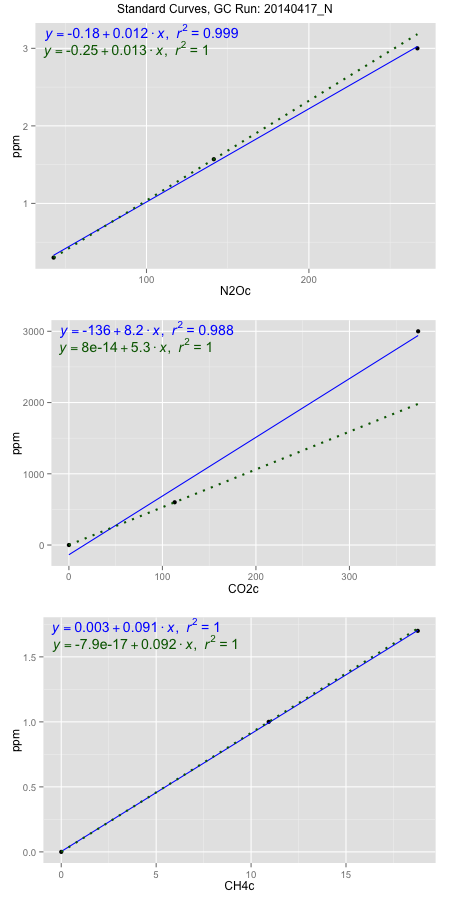 Standard Curves, GC Run: 20140417_N
y = -0.18 + 0.012 · x, r² = 0.999
y = -0.25 + 0.013 · x, r² = 1
3
2
1
ppm
100 200
N2Oc
y = -136 + 8.2 · x, r² = 0.988
y = 8e-14 + 5.3 · x, r² = 1
3000
2000
1000
0
ppm
0 100 200 300
CO2c
y = 0.003 + 0.091 · x, r² = 1
y = -7.9e-17 + 0.092 · x, r² = 1
1.5
1.0
0.5
0.0
ppm
0 5 10 15
CH4c